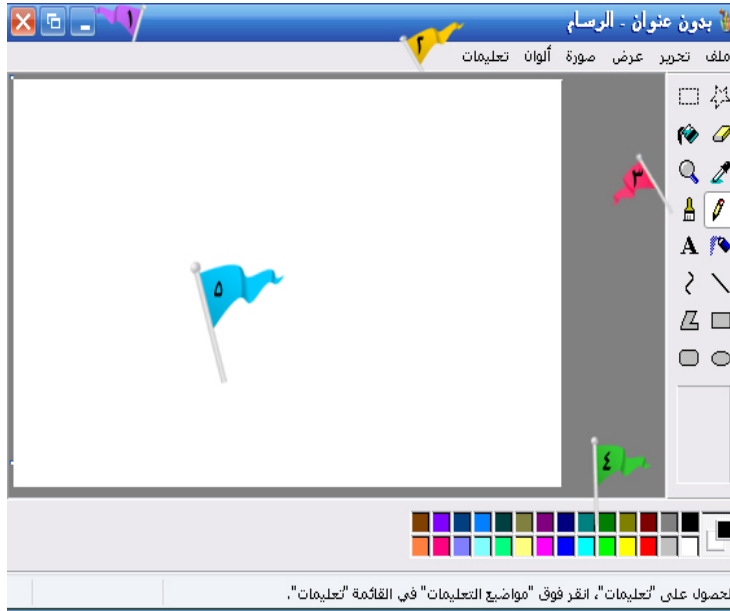 بدون عنوان - الرسام
ملف تحرير عرض صورة ألوان تعليمات
١
٢
٣
A
٥
٤
لحصول على "تعليمات"، انقر فوق "مواضيع التعليمات" في القائمة "تعليمات".